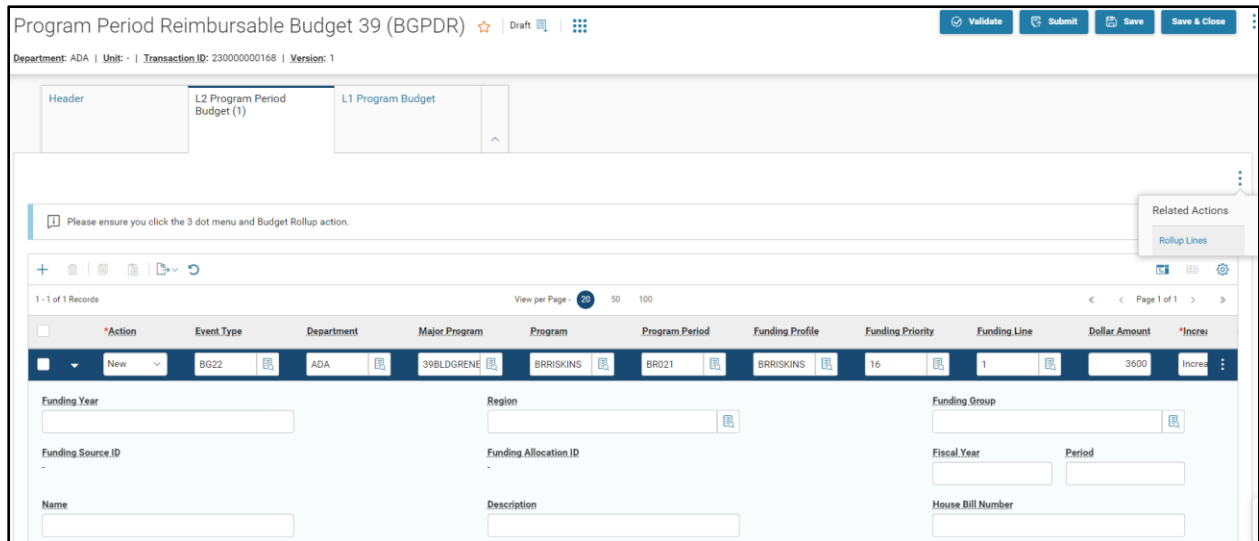 Program Period Reimbursable Budget 39 (BGPDR) Draft
Validate Submit Save Save & Close
Department: ADA | Unit: - | Transaction ID: 230000000168 | Version: 1
Header L2 Program Period Budget (1) L1 Program Budget
Please ensure you click the 3 dot menu and Budget Rollup action.
Related Actions
Rollup Lines
1 - 1 of 1 Records View per Page - 20 50 100 Page 1 of 1
*Action Event Type Department Major Program Program Program Period Funding Profile Funding Priority Funding Line Dollar Amount *Increa
New BG22 ADA 39BLDGRENE BRRISKINS BR021 BRRISKINS 16 1 3600 Increa
Funding Year Region Funding Group
Funding Source ID Funding Allocation ID Fiscal Year Period
- -
Name Description House Bill Number